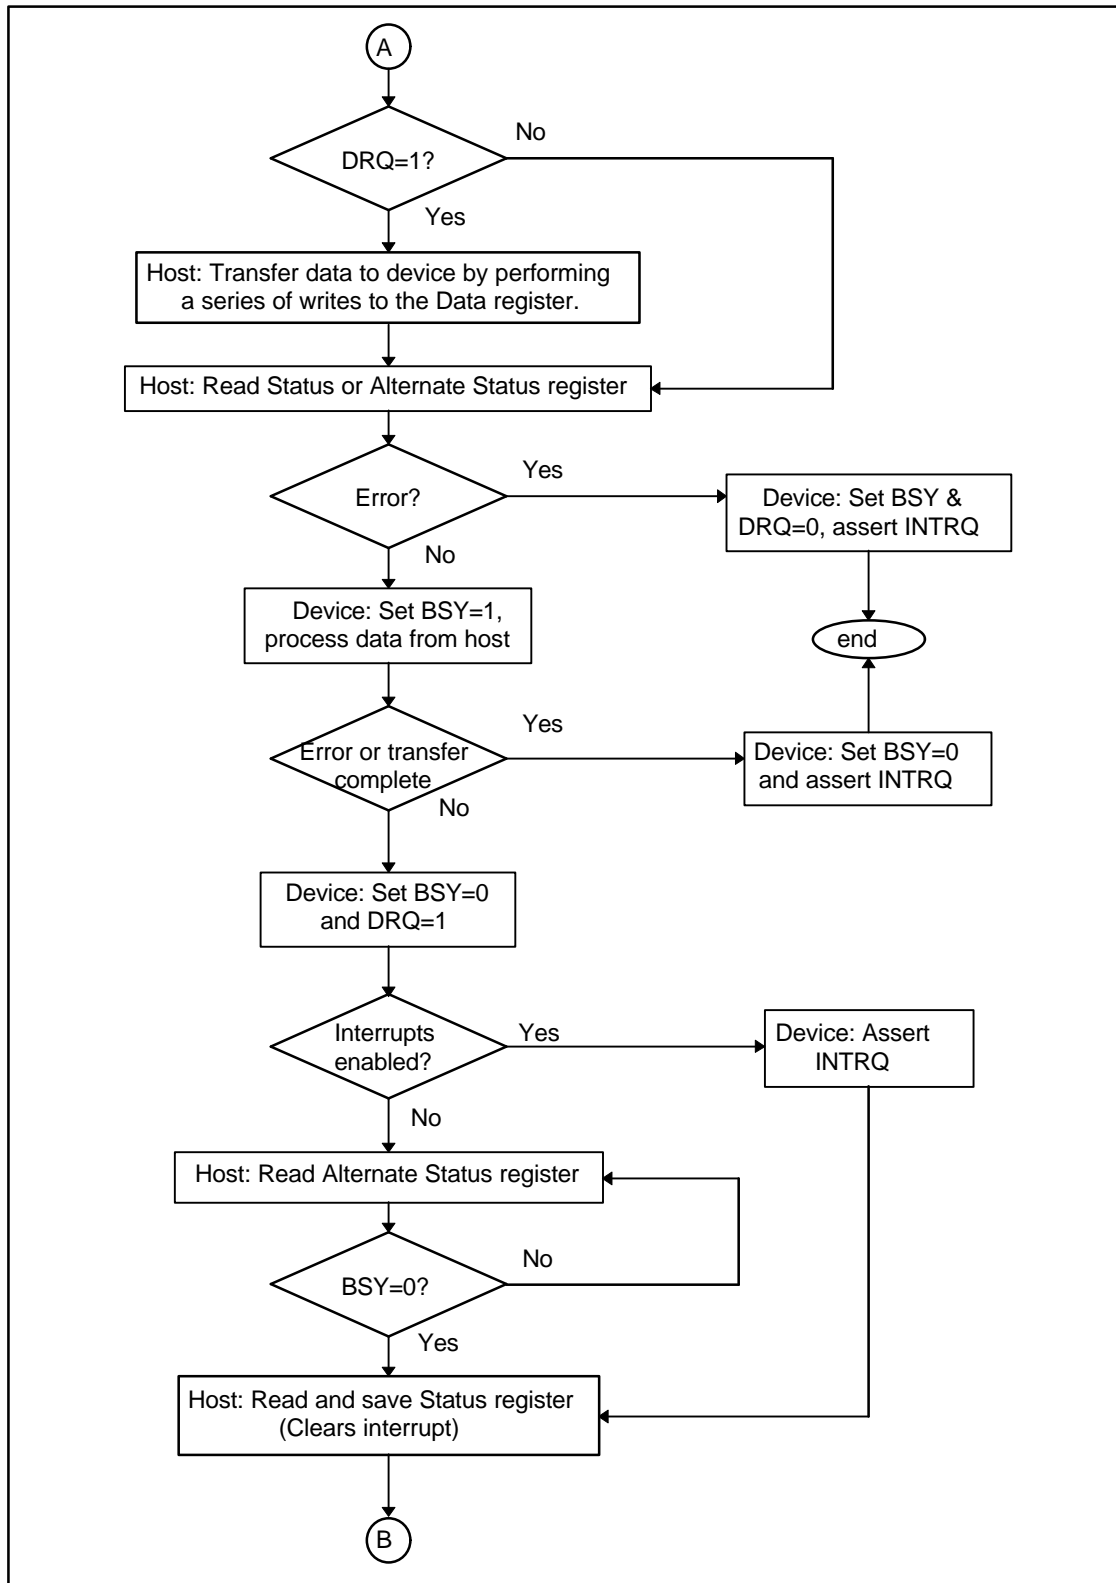 A
DRQ=1?
No
Yes
Host: Transfer data to device by performing
a series of writes to the Data register.
Host: Read Status or Alternate Status register
Error?
Yes
No
Device: Set BSY &
DRQ=0, assert INTRQ
Device: Set BSY=1,
process data from host
end
Error or transfer
complete
Yes
No
Device: Set BSY=0
and assert INTRQ
Device: Set BSY=0
and DRQ=1
Interrupts
enabled?
Yes
No
Device: Assert
INTRQ
Host: Read Alternate Status register
BSY=0?
No
Yes
Host: Read and save Status register
(Clears interrupt)
B